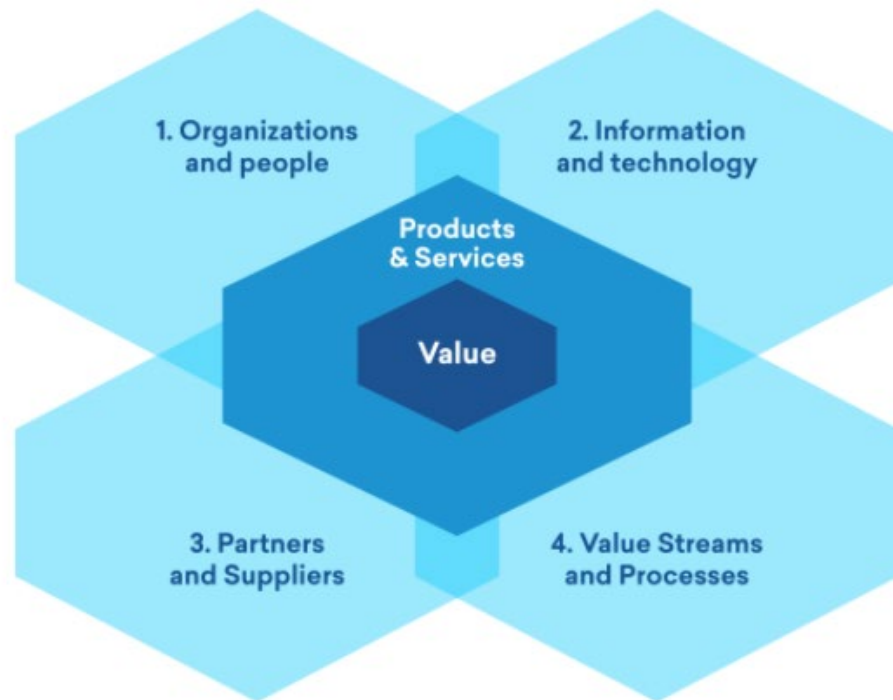 1. Organizations
and people
2. Information
and technology
Products
& Services
Value
3. Partners
and Suppliers
4. Value Streams
and Processes